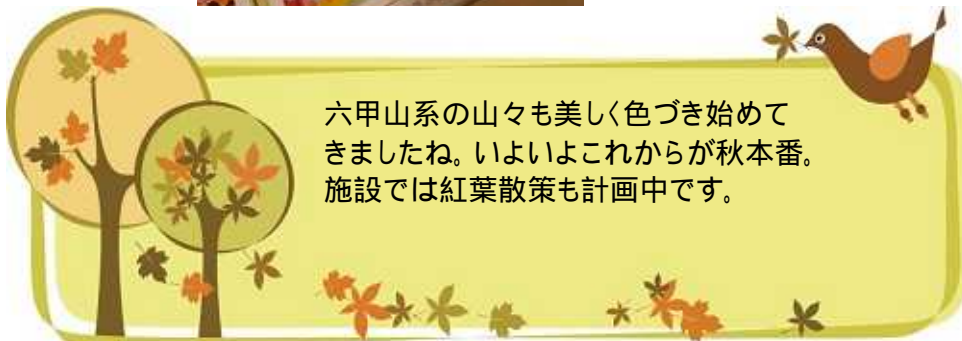 六甲山系の山々も美しく色づき始めて
きましたね。いよいよこれからが秋本番。
施設では紅葉散策も計画中です。